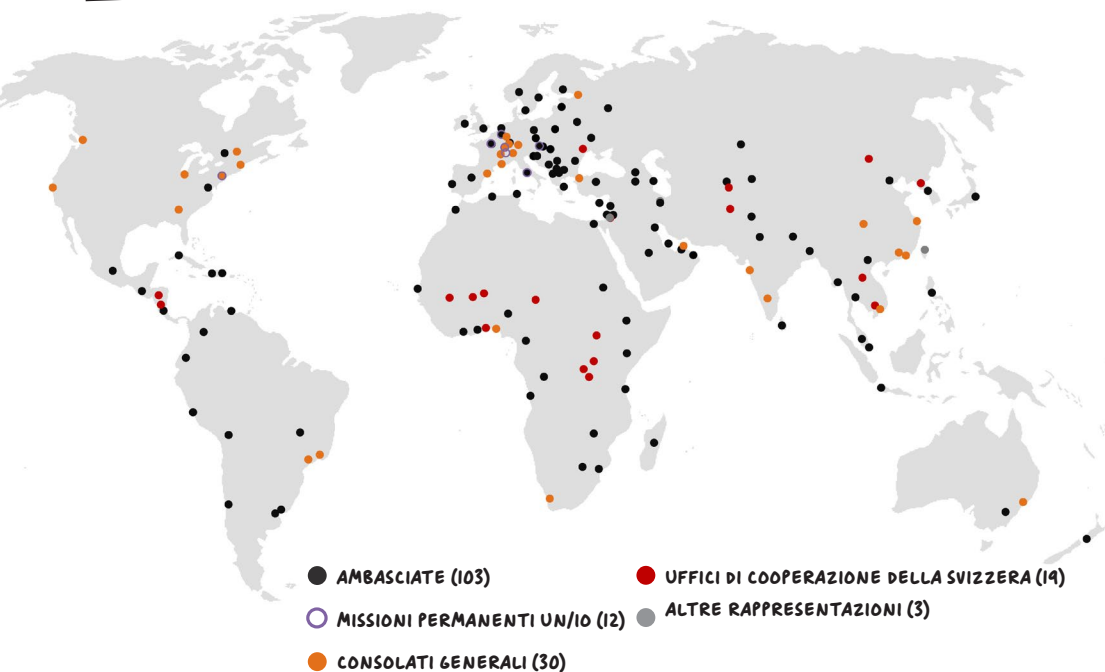 AMBASCIATE (103)
MISSIONI PERMANENTI UN/IO (12)
CONSOLATI GENERALI (30)
UFFICI DI COOPERAZIONE DELLA SVIZZERA (19)
ALTRE RAPPRESENTAZIONI (3)